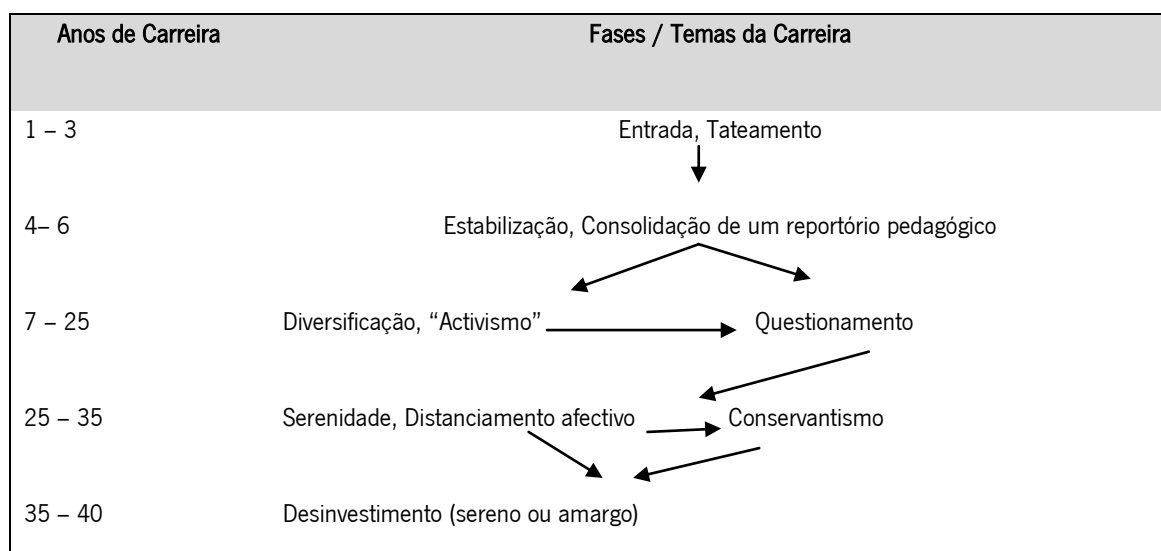 Anos de Carreira Fases / Temas da Carreira
1 – 3 Entrada, Tateamento
4– 6 Estabilização, Consolidação de um reportório pedagógico
7 – 25 Diversificação, “Activismo” Questionamento
25 – 35 Serenidade, Distanciamento afectivo Conservantismo
35 – 40 Desinvestimento (sereno ou amargo)